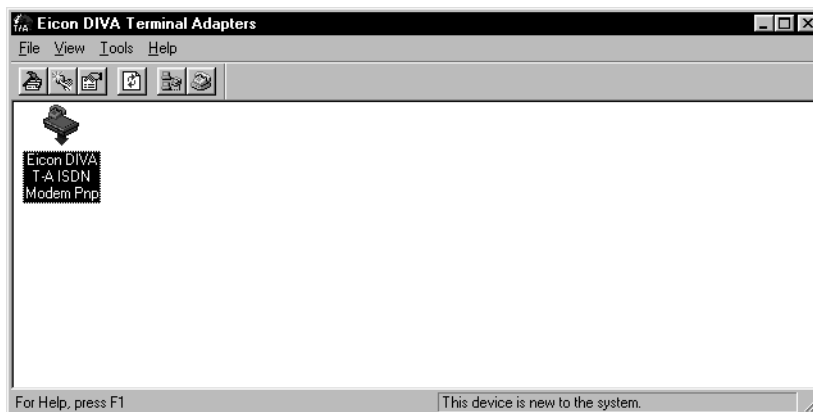 Eicon DIVA Terminal Adapters
File View Tools Help
Eicon DIVA
T-A ISDN
Modem Pnp
For Help, press F1
This device is new to the system.